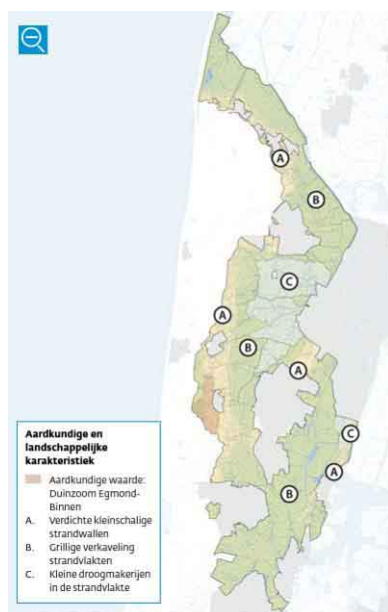 A
B
C
A
B
A
C
A
B
Aardkundige en
landschappelijke
karakteristiek
Aardkundige waarde:
Duinzoom Egmond-
Binnen
A. Verdichte kleinschalige
strandwallen
B. Grillige verkaveling
strandvlakten
C. Kleine droogmakerijen
in de strandvlakte